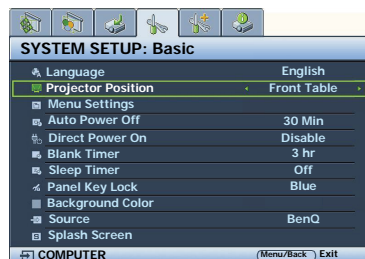 SYSTEM SETUP: Basic
Language English
Projector Position Front Table
Menu Settings
Auto Power Off 30 Min
Direct Power On Disable
Blank Timer 3 hr
Sleep Timer Off
Panel Key Lock Blue
Background Color
Source BenQ
Splash Screen
COMPUTER Menu/Back Exit